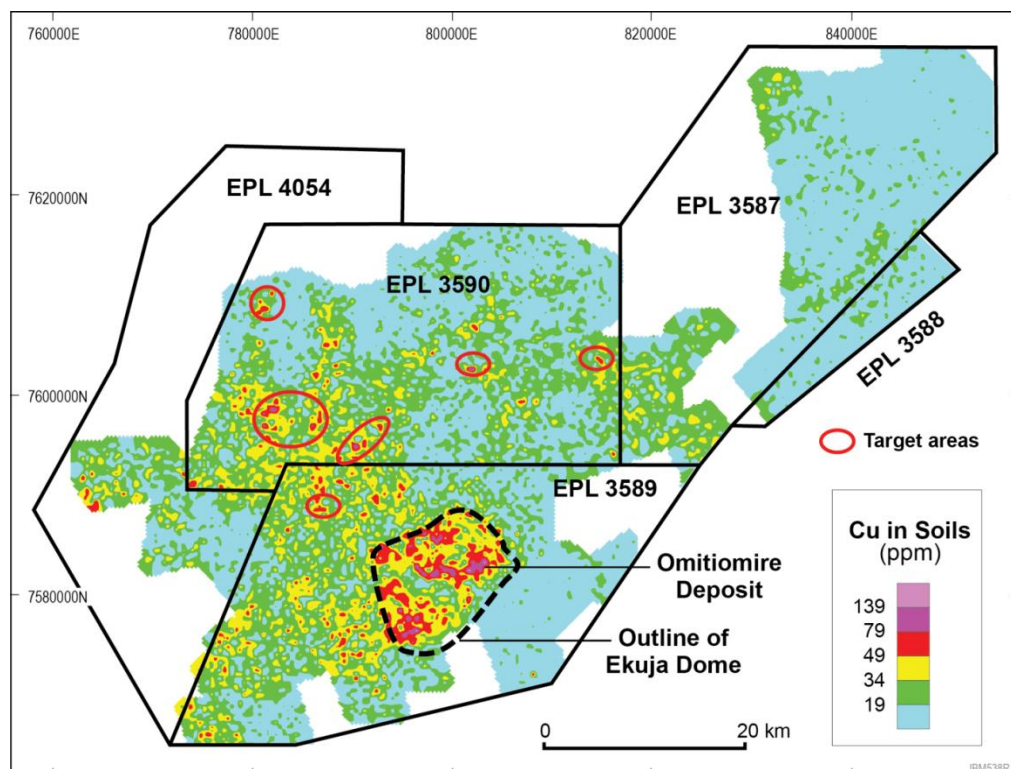 760000E
780000E
800000E
820000E
840000E
7620000N
7600000N
7580000N
EPL 4054
EPL 3587
EPL 3590
EPL 3588
EPL 3589
Target areas
Omitiomire
Deposit
Outline of
Ekuja Dome
Cu in Soils
(ppm)
139
79
49
34
19
0
20 km